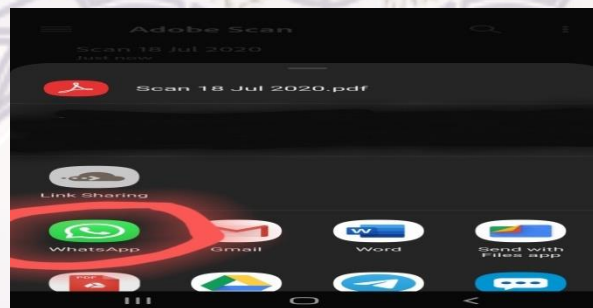 Adobe Scan
Scan 18 Jul 2020
Just now
Scan 18 Jul 2020.pdf
Link Sharing
WhatsApp
Gmail
Word
Send with
Files app
PDF